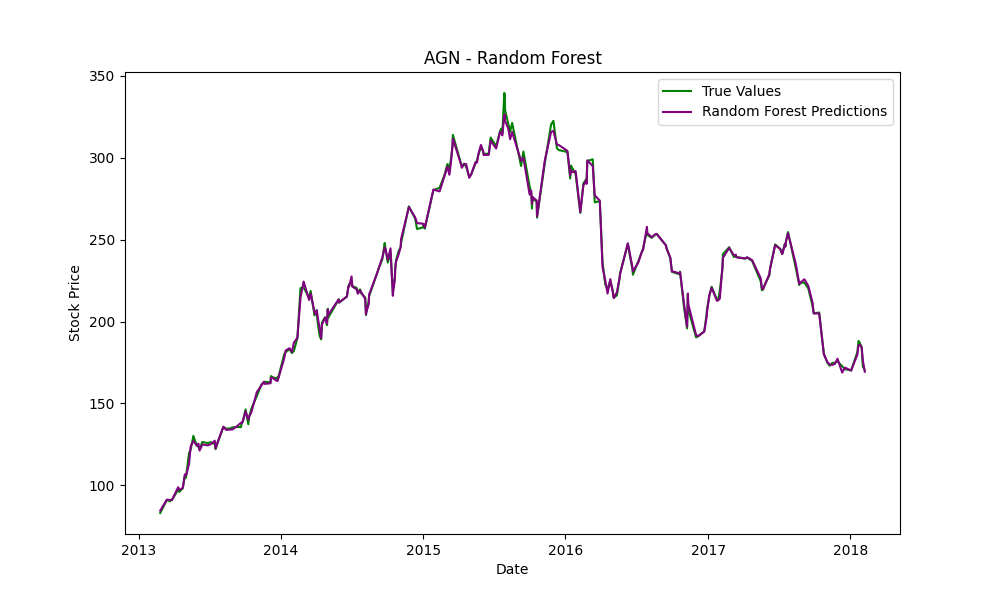 AGN - Random Forest
True Values
Random Forest Predictions
Stock Price
350
300
250
200
150
100
2013 2014 2015 2016 2017 2018
Date